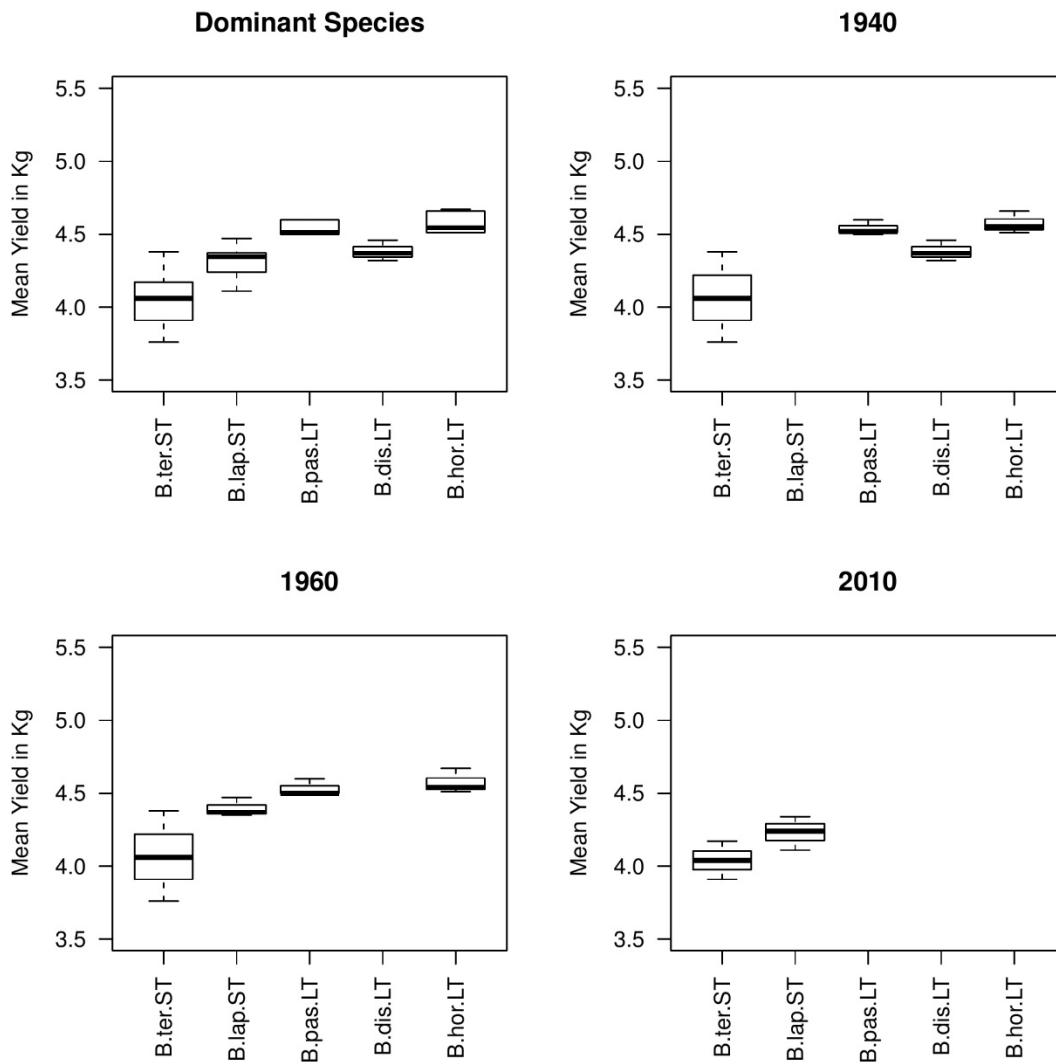 Dominant Species
Mean Yield in Kg
5.5
5.0
4.5
4.0
3.5
B.ter.ST
B.lap.ST
B.pas.LT
B.dis.LT
B.hor.LT
1940
Mean Yield in Kg
5.5
5.0
4.5
4.0
3.5
B.ter.ST
B.lap.ST
B.pas.LT
B.dis.LT
B.hor.LT
1960
Mean Yield in Kg
5.5
5.0
4.5
4.0
3.5
B.ter.ST
B.lap.ST
B.pas.LT
B.dis.LT
B.hor.LT
2010
Mean Yield in Kg
5.5
5.0
4.5
4.0
3.5
B.ter.ST
B.lap.ST
B.pas.LT
B.dis.LT
B.hor.LT